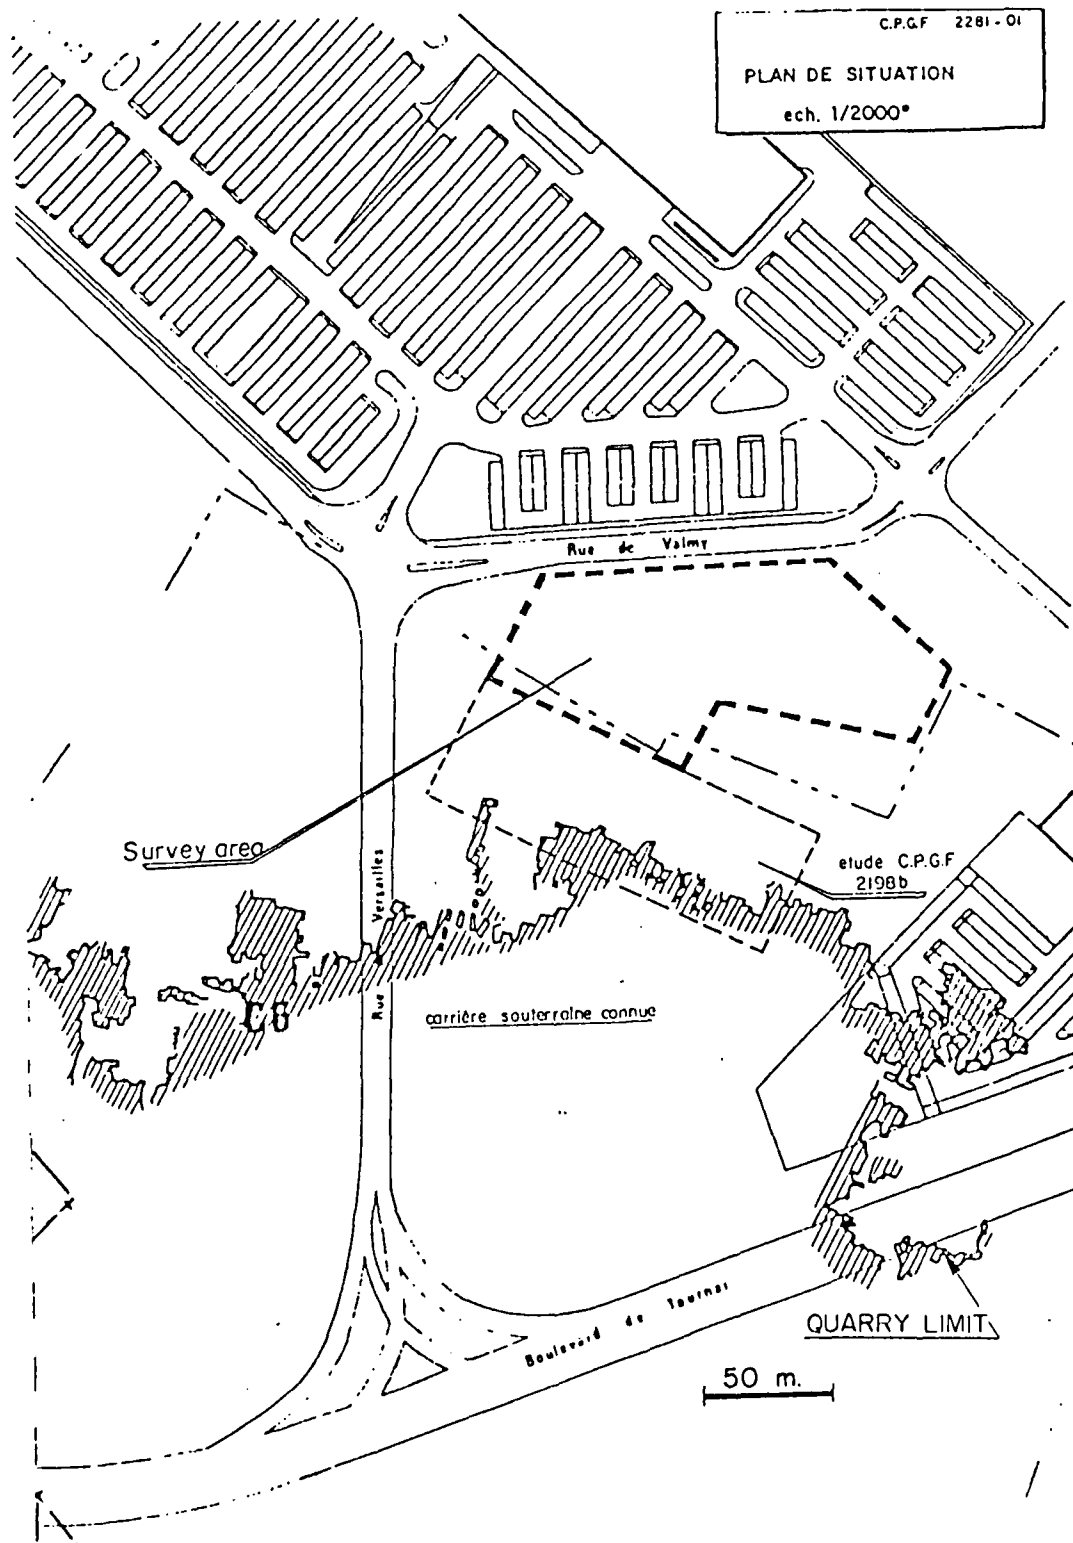 C.P.G.F 2281-01
PLAN DE SITUATION
ech. 1/2000°
Rue de Valmy
Survey area
Rue Versailles
etude C.P.G.F
2198b
carrière souterraine connue
Boulevard de Tournai
QUARRY LIMIT
50 m.